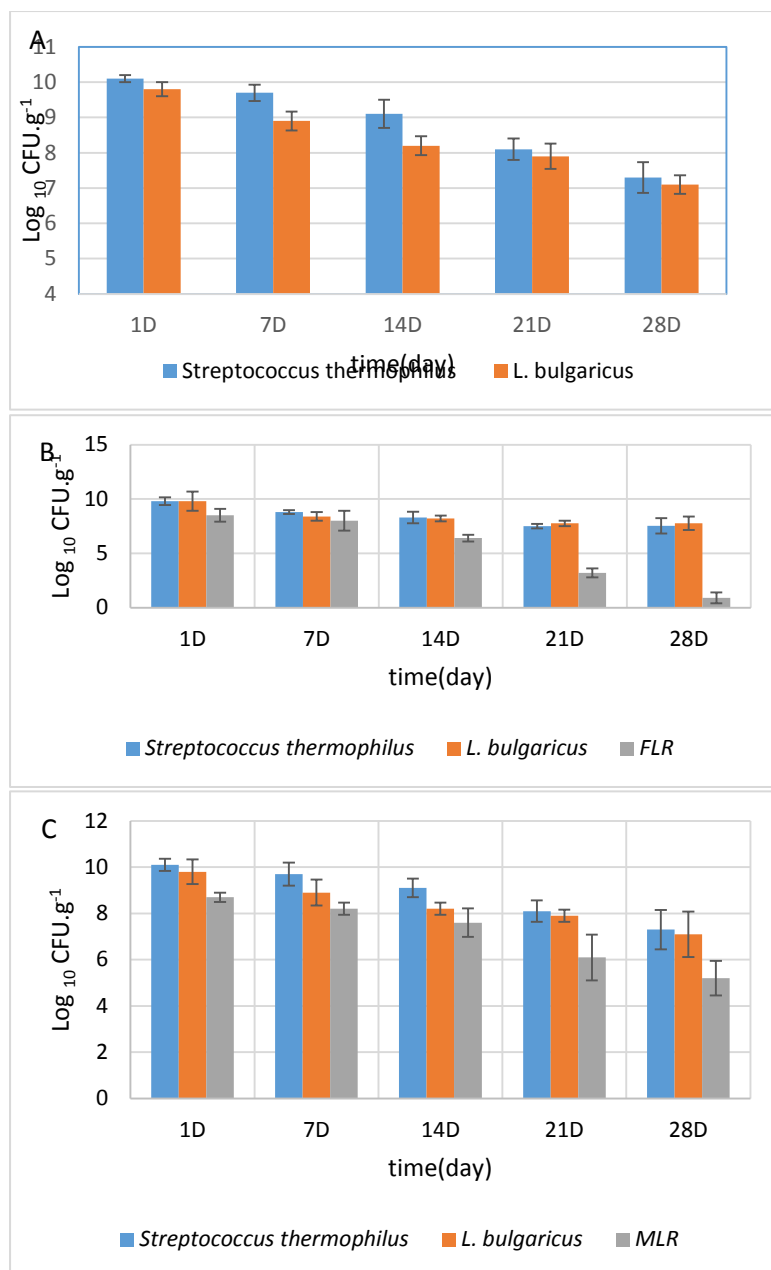 A
11
10
9
8
7
6
5
4
Log 10 CFU.g-1
1D 7D 14D 21D 28D
time(day)
Streptococcus thermophilus L. bulgaricus
B
15
10
5
0
Log 10 CFU.g-1
1D 7D 14D 21D 28D
time(day)
Streptococcus thermophilus L. bulgaricus FLR
C
12
10
8
6
4
2
0
Log 10 CFU.g-1
1D 7D 14D 21D 28D
time(day)
Streptococcus thermophilus L. bulgaricus MLR